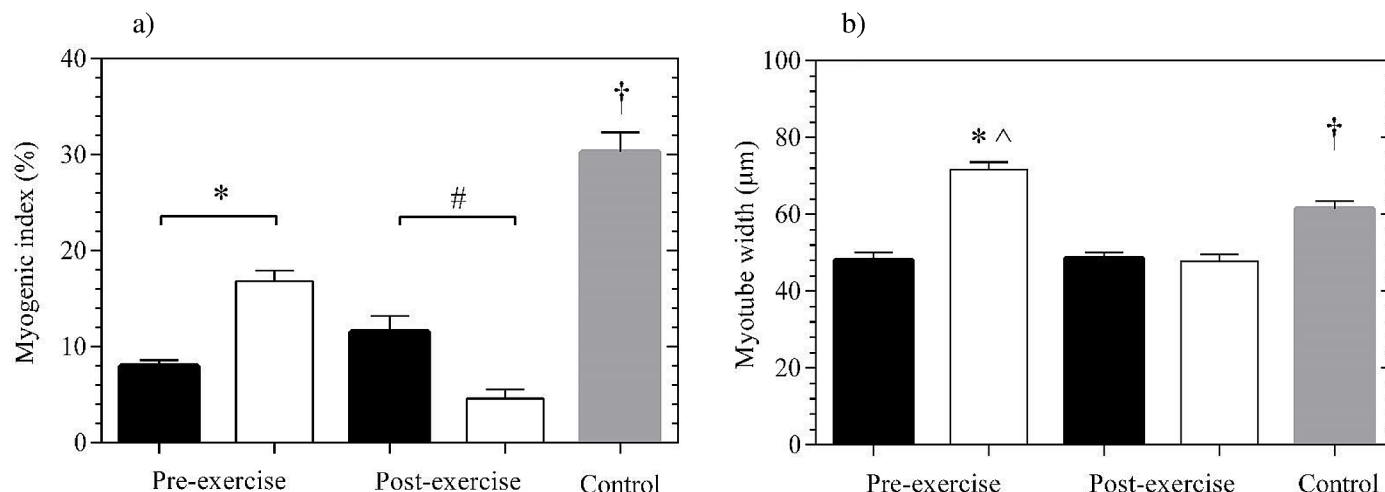 a)
Myogenic index (%)
40
30
20
10
0
*
#
†
Pre-exercise
Post-exercise
Control
b)
Myotube width (µm)
100
80
60
40
20
0
* ^
†
Pre-exercise
Post-exercise
Control